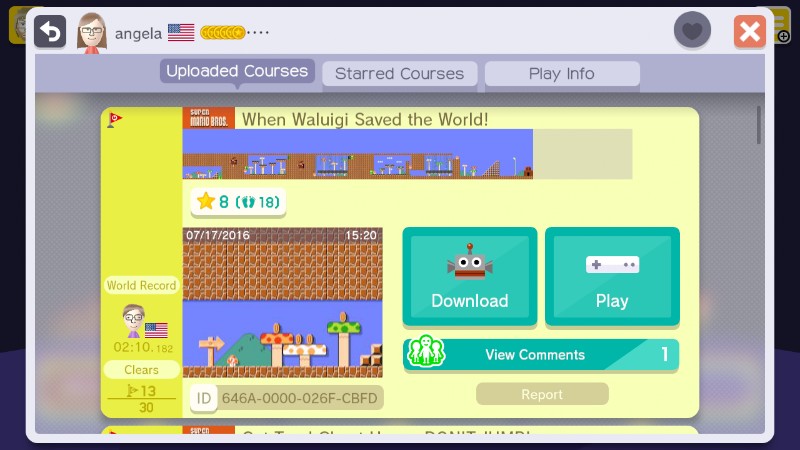 angela
Uploaded Courses
Starred Courses
Play Info
SUPER
MARIO BROS.
When Waluigi Saved the World!
8 (18)
07/17/2016
15:20
World Record
02:10.182
Clears
13
30
Download
Play
View Comments
1
ID
646A-0000-026F-CBFD
Report
SUPER